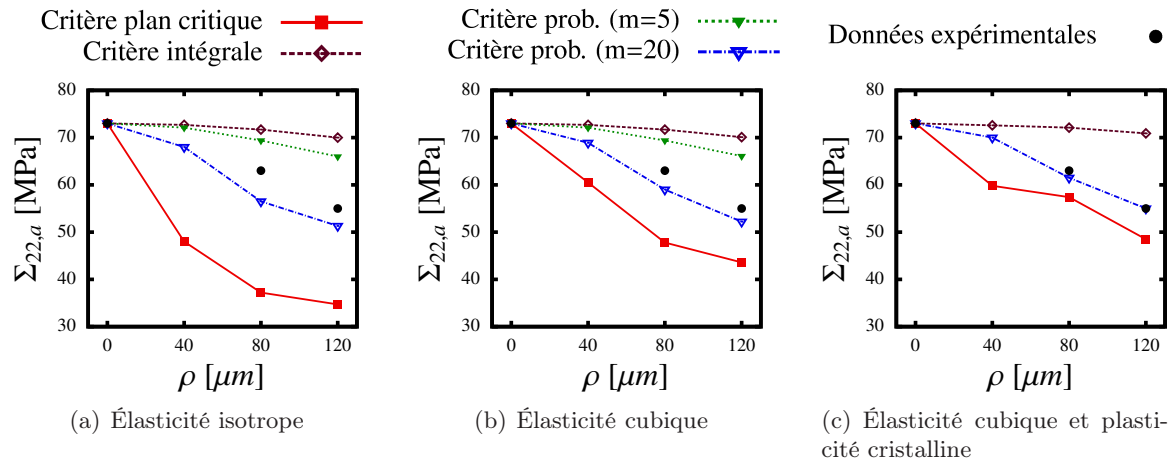 Critère plan critique
Critère intégrale
Critère prob. (m=5)
Critère prob. (m=20)
Données expérimentales
80
70
60
50
40
30
Σ22,a [MPa]
0 40 80 120
ρ [μm]
(a) Élasticité isotrope
80
70
60
50
40
30
Σ22,a [MPa]
0 40 80 120
ρ [μm]
(b) Élasticité cubique
80
70
60
50
40
30
Σ22,a [MPa]
0 40 80 120
ρ [μm]
(c) Élasticité cubique et plasti-
cité cristalline